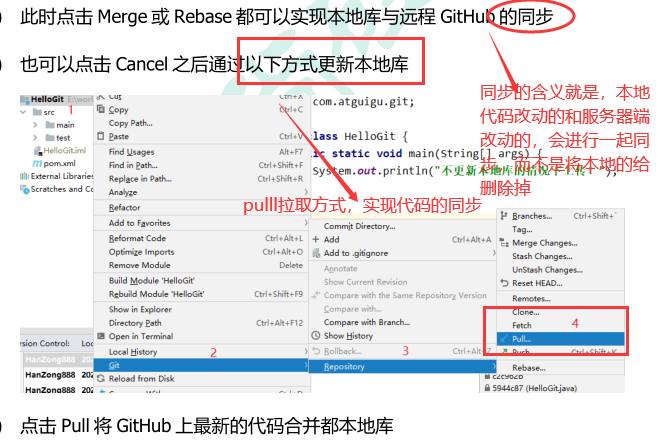 此时点击 Merge 或 Rebase 都可以实现本地库与远程 GitHub 的同步
也可以点击 Cancel 之后通过以下方式更新本地库
同步的含义就是，本地
代码改动的和服务器端
改动的，会进行一起同
步，而不是将本地的给
删除掉
pulll拉取方式，实现代码的同步
HelloGit
src
1
main
test
HelloGit.iml
pom.xml
External Libraries
Scratches and Co
Cut Ctrl+X
Copy Ctrl+C
Copy Path...
Paste Ctrl+V
Find Usages Alt+F7
Find in Path... Ctrl+Shift+F
Replace in Path... Ctrl+Shift+R
Analyze
Refactor
Add to Favorites
Reformat Code Ctrl+Alt+L
Optimize Imports Ctrl+Alt+O
Remove Module Delete
Build Module 'HelloGit'
Rebuild Module 'HelloGit' Ctrl+Shift+F9
Show in Explorer
Directory Path Ctrl+Alt+F12
Open in Terminal
Local History
2
Git
Reload from Disk
com.atguigu.git;
lass HelloGit {
ic static void main(String[] args) {
System.out.println("不更新本地库的情况下上传 ");
Commit Directory...
Add Ctrl+Alt+A
Add to .gitignore
Annotate
Show Current Revision
Compare with the Same Repository Version
Compare with...
Compare with Branch...
Show History
Rollback... Ctrl+Alt+Z
3
Repository
Branches... Ctrl+Shift+`
Tag...
Merge Changes...
Stash Changes...
UnStash Changes...
Reset HEAD...
Remotes...
Clone...
Fetch
4
Pull...
Push... Ctrl+Shift+K
Rebase...
rsion Control: Loc
HanZong888 202
HanZong888 202
HanZong888 202
c2c962b
5944c87 (HelloGit.java)
点击 Pull 将 GitHub 上最新的代码合并都本地库